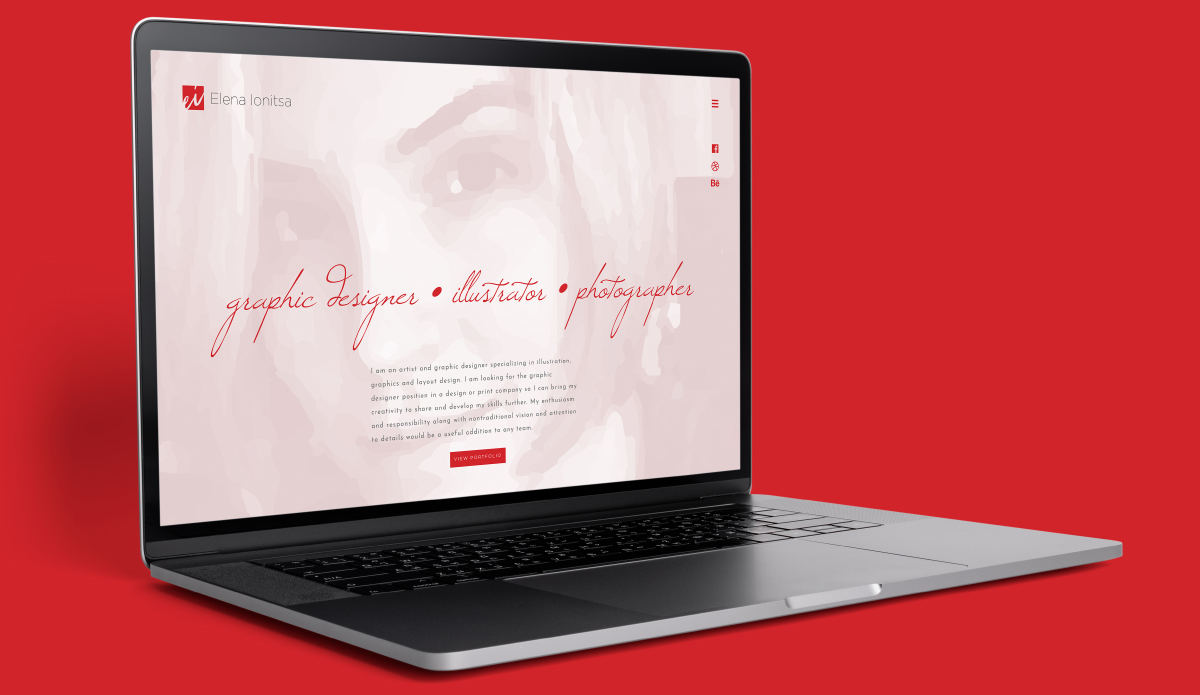 ei Elena Ionitsa
Bē
graphic designer • illustrator • photographer
I am an artist and graphic designer specializing in illustration,
graphics and layout design. I am looking for the graphic
designer position in a design or print company so I can bring my
creativity to share and develop my skills further. My enthusiasm
and responsibility along with nontraditional vision and attention
to details would be a useful addition to any team.
VIEW PORTFOLIO